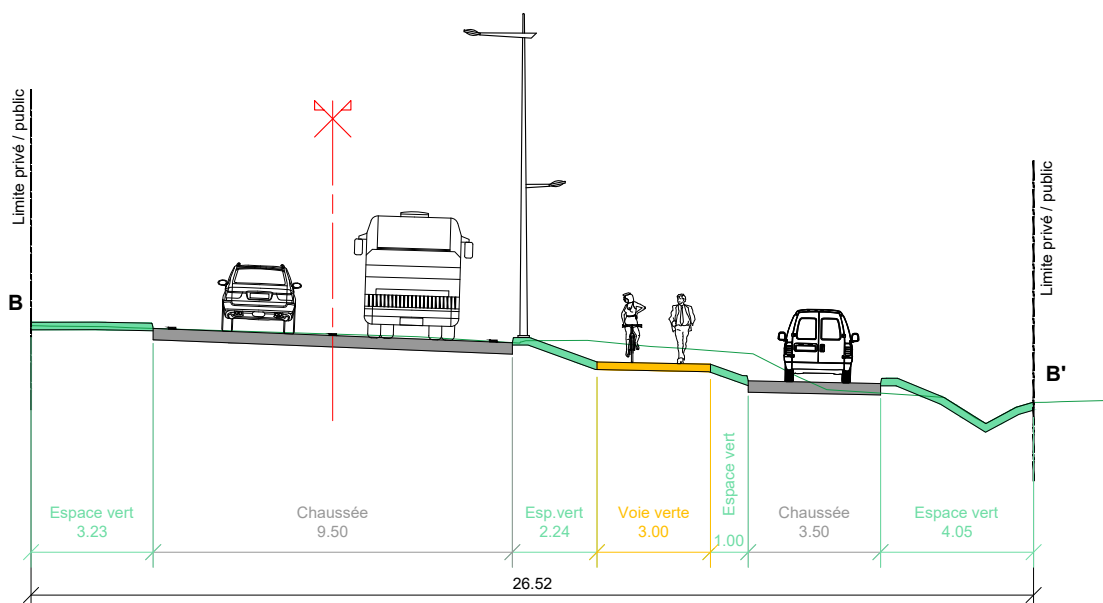 Limite privé / public
Limite privé / public
B
B'
Espace vert
3.23
Chaussée
9.50
Esp.vert
2.24
Voie verte
3.00
Espace vert
1.00
Chaussée
3.50
Espace vert
4.05
26.52